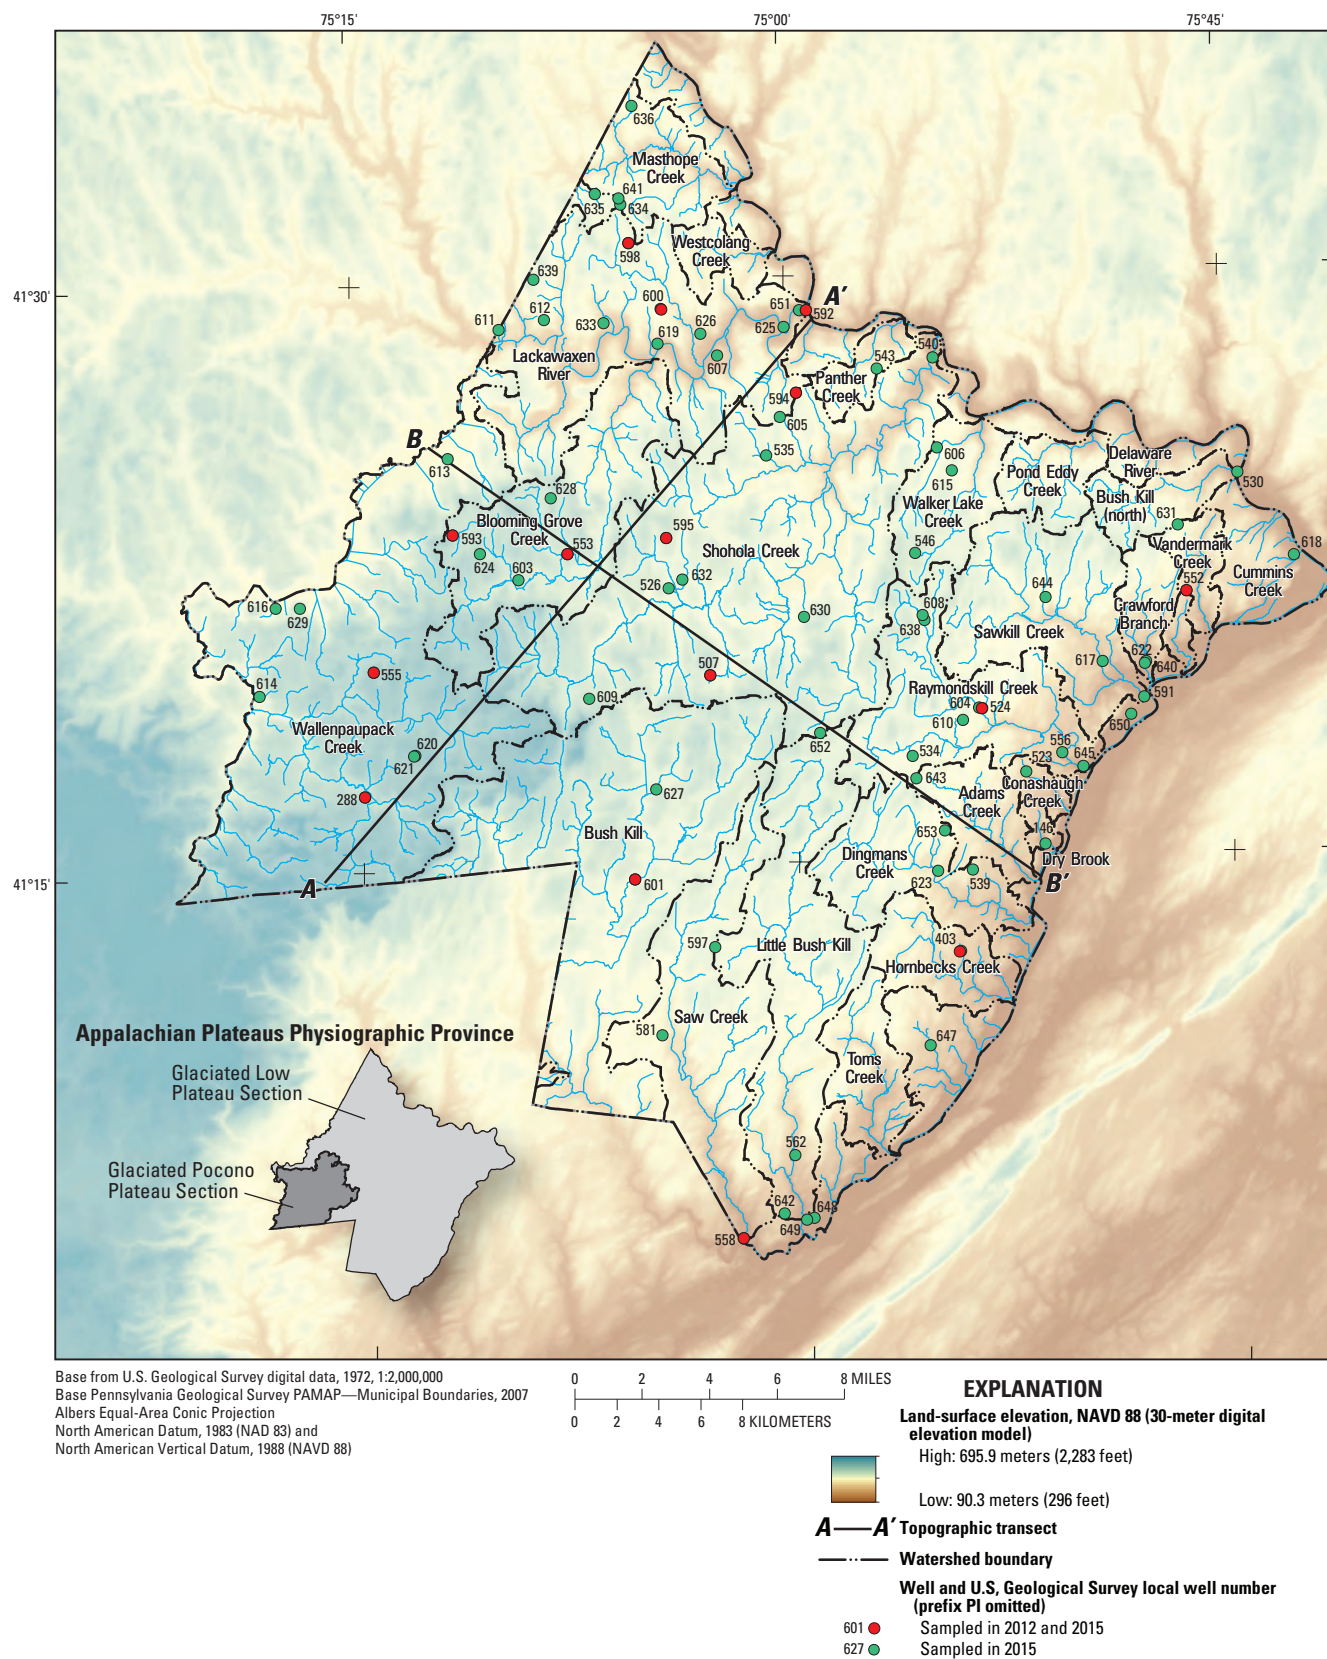 75°15′
75°00′
75°45′
636
Masthope
Creek
641
635
634
598
Westcolang
Creek
639
41°30′
600
651
A′
592
611
612
633
626
625
619
607
Lackawaxen
River
540
543
Panther
Creek
594
605
B
613
535
606
615
Pond Eddy
Creek
Delaware
River
530
Bush Kill
(north)
631
628
Blooming Grove
Creek
593
624
553
603
595
Shohola Creek
Walker Lake
Creek
546
Vandermark
Creek
618
552
Cummins
Creek
526
632
644
616
629
630
608
638
Crawford
Branch
Sawkill Creek
555
507
617
622
640
614
609
Raymondskill Creek
604
524
610
591
650
Wallenpaupack
Creek
620
621
652
534
643
556
523
645
288
627
Adams
Creek
Conashaugh
Creek
Bush Kill
653
146
Dingmans
Creek
Dry Brook
41°15′
A
601
623
539
B′
597
Little Bush Kill
403
Hornbecks Creek
581
Saw Creek
647
Toms
Creek
562
642
648
649
558
Appalachian Plateaus Physiographic Province
Glaciated Low
Plateau Section
Glaciated Pocono
Plateau Section
Base from U.S. Geological Survey digital data, 1972, 1:2,000,000
Base Pennsylvania Geological Survey PAMAP—Municipal Boundaries, 2007
Albers Equal-Area Conic Projection
North American Datum, 1983 (NAD 83) and
North American Vertical Datum, 1988 (NAVD 88)
0 2 4 6 8 MILES
0 2 4 6 8 KILOMETERS
EXPLANATION
Land-surface elevation, NAVD 88 (30-meter digital
elevation model)
High: 695.9 meters (2,283 feet)
Low: 90.3 meters (296 feet)
A A′ Topographic transect
Watershed boundary
Well and U.S, Geological Survey local well number
(prefix PI omitted)
601 Sampled in 2012 and 2015
627 Sampled in 2015